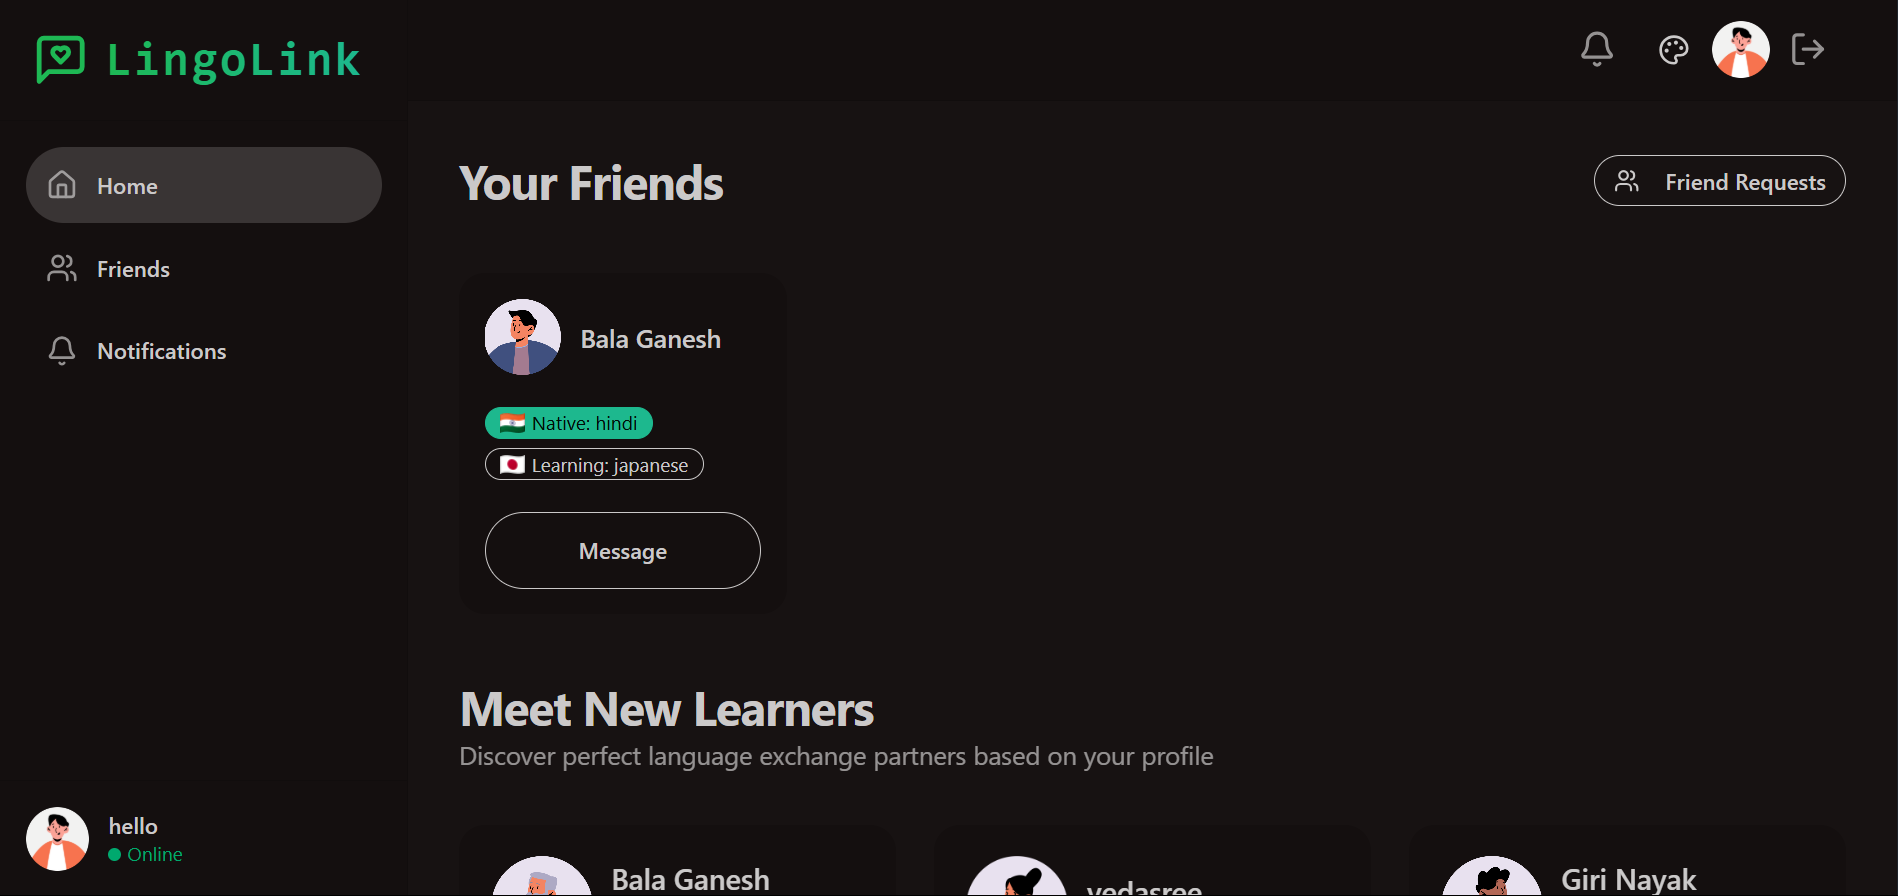 LingoLink
Home
Friends
Notifications
hello
Online
Your Friends
Friend Requests
Bala Ganesh
Native: hindi
Learning: japanese
Message
Meet New Learners
Discover perfect language exchange partners based on your profile
Bala Ganesh
vedasree
Giri Nayak